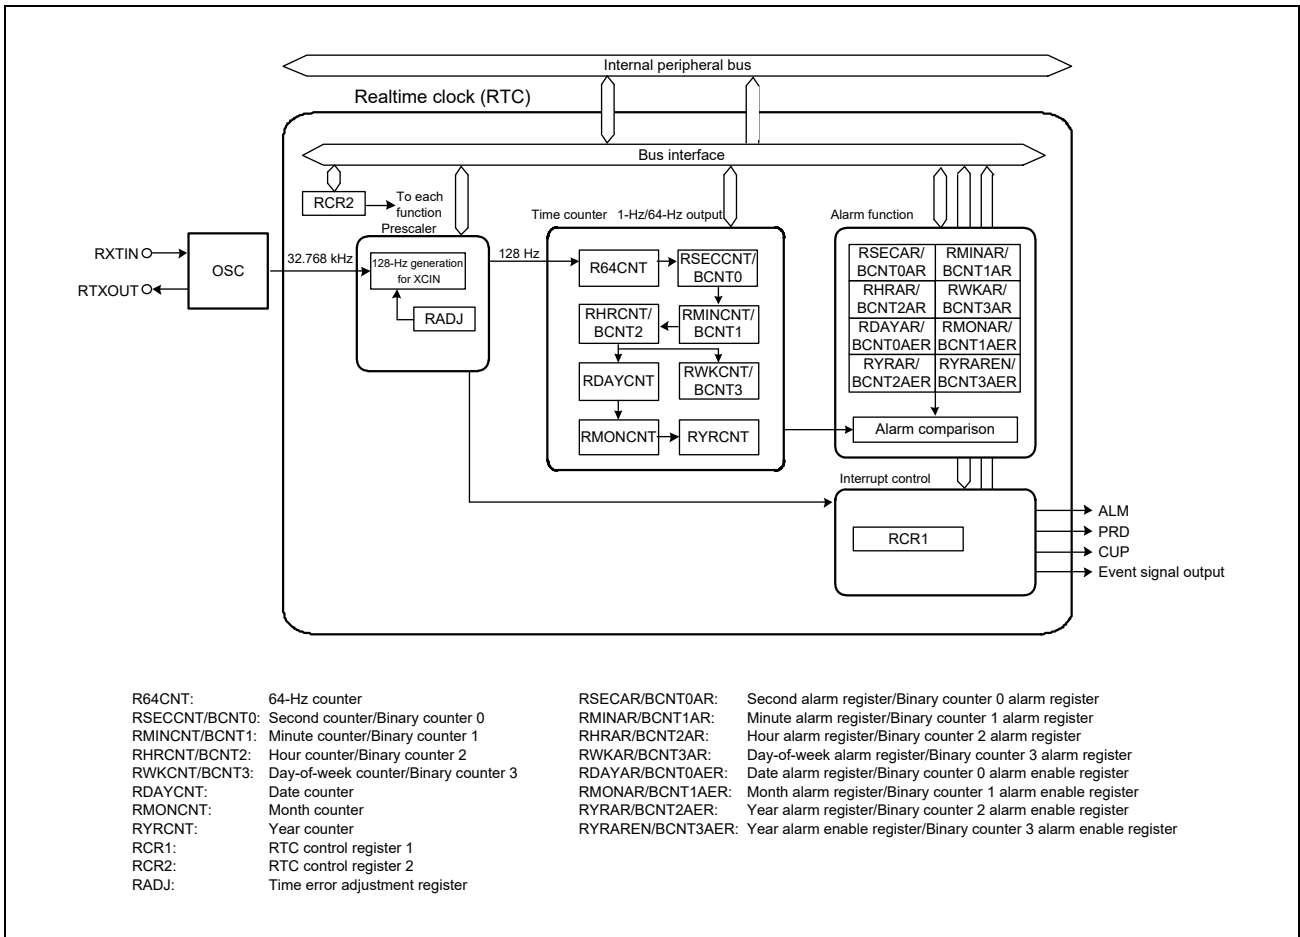 Internal peripheral bus
Realtime clock (RTC)
Bus interface
RCR2
To each
function
Prescaler
Time counter 1-Hz/64-Hz output
Alarm function
RXTIN
RTXOUT
OSC
32.768 kHz
128-Hz generation
for XCIN
RADJ
128 Hz
R64CNT
RSECCNT/
BCNT0
RHRCNT/
BCNT2
RMINCNT/
BCNT1
RDAYCNT
RWKCNT/
BCNT3
RMONCNT
RYRCNT
RSECAR/
BCNT0AR
RMINAR/
BCNT1AR
RHRAR/
BCNT2AR
RWKAR/
BCNT3AR
RDAYAR/
BCNT0AER
RMONAR/
BCNT1AER
RYRAR/
BCNT2AER
RYRAREN/
BCNT3AER
Alarm comparison
Interrupt control
RCR1
ALM
PRD
CUP
Event signal output
R64CNT: 64-Hz counter
RSECCNT/BCNT0: Second counter/Binary counter 0
RMINCNT/BCNT1: Minute counter/Binary counter 1
RHRCNT/BCNT2: Hour counter/Binary counter 2
RWKCNT/BCNT3: Day-of-week counter/Binary counter 3
RDAYCNT: Date counter
RMONCNT: Month counter
RYRCNT: Year counter
RCR1: RTC control register 1
RCR2: RTC control register 2
RADJ: Time error adjustment register
RSECAR/BCNT0AR: Second alarm register/Binary counter 0 alarm register
RMINAR/BCNT1AR: Minute alarm register/Binary counter 1 alarm register
RHRAR/BCNT2AR: Hour alarm register/Binary counter 2 alarm register
RWKAR/BCNT3AR: Day-of-week alarm register/Binary counter 3 alarm register
RDAYAR/BCNT0AER: Date alarm register/Binary counter 0 alarm enable register
RMONAR/BCNT1AER: Month alarm register/Binary counter 1 alarm enable register
RYRAR/BCNT2AER: Year alarm register/Binary counter 2 alarm enable register
RYRAREN/BCNT3AER: Year alarm enable register/Binary counter 3 alarm enable register